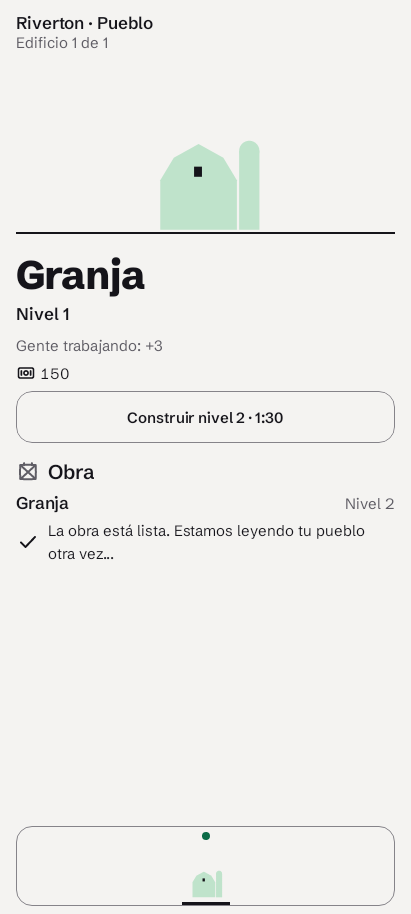 Riverton · Pueblo
Edificio 1 de 1
Granja
Nivel 1
Gente trabajando: +3
150
Construir nivel 2 · 1:30
Obra
Granja Nivel 2
La obra está lista. Estamos leyendo tu pueblo
otra vez...